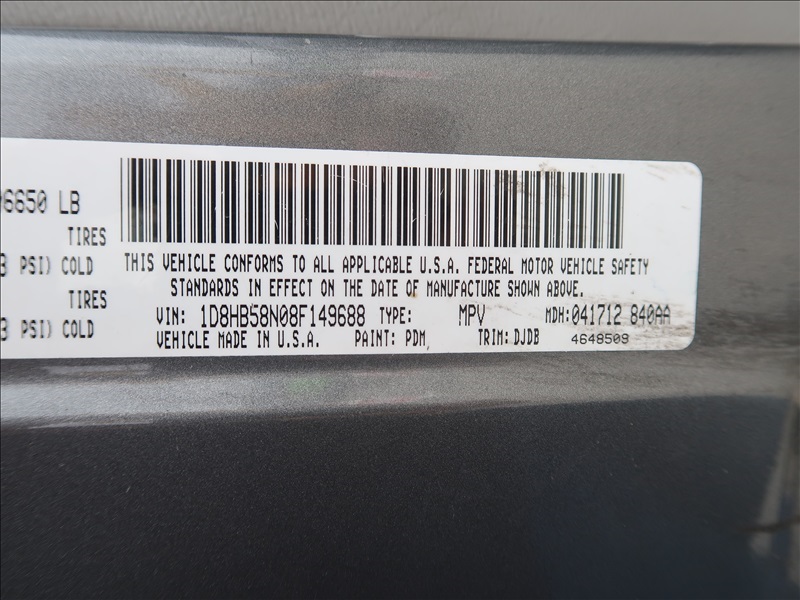 6650 LB
TIRES
PSI) COLD
TIRES
PSI) COLD
THIS VEHICLE CONFORMS TO ALL APPLICABLE U.S.A. FEDERAL MOTOR VEHICLE SAFETY
STANDARDS IN EFFECT ON THE DATE OF MANUFACTURE SHOWN ABOVE.
VIN: 1D8HB58N08F149688 TYPE: MPV MDH:041712 840AA
VEHICLE MADE IN U.S.A. PAINT: PDM TRIM: DJDB 4648509